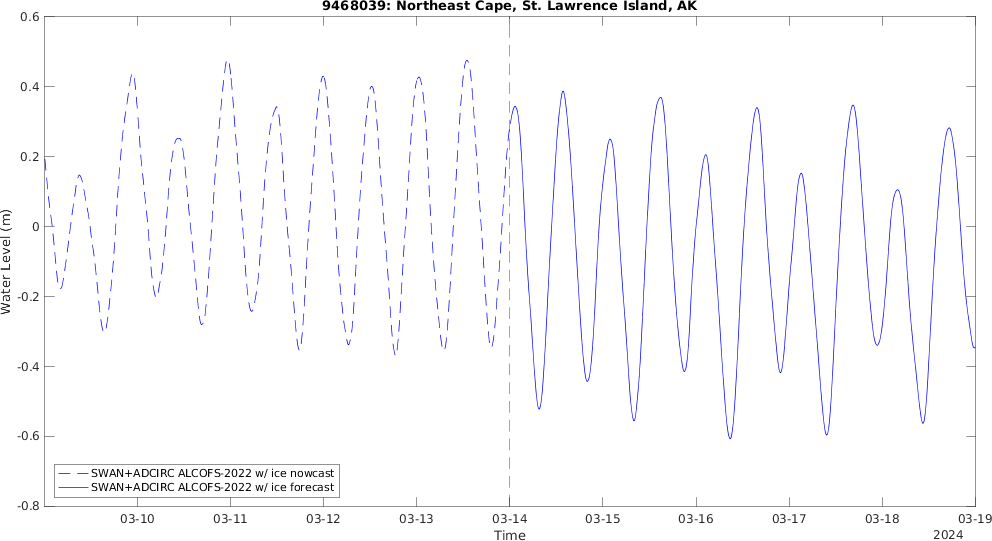 9468039: Northeast Cape, St. Lawrence Island, AK
0.6
0.4
0.2
0
-0.2
-0.4
-0.6
-0.8
Water Level (m)
SWAN+ADCIRC ALCOFS-2022 w/ ice nowcast
SWAN+ADCIRC ALCOFS-2022 w/ ice forecast
03-10 03-11 03-12 03-13 03-14 03-15 03-16 03-17 03-18 03-19
Time
2024